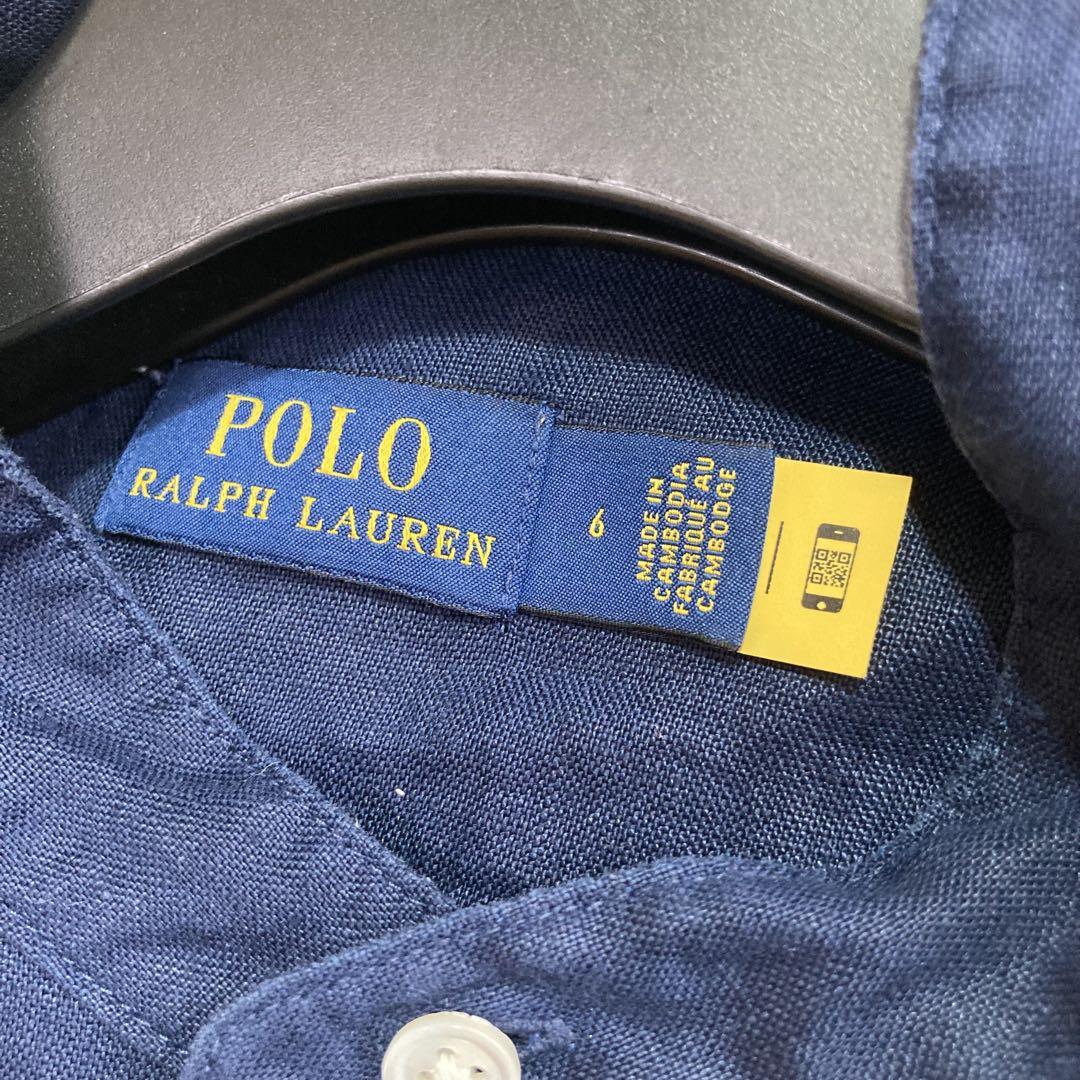 POLO
RALPH LAUREN
6
MADE IN
CAMBODIA
FABRIQUÉ AU
CAMBODGE